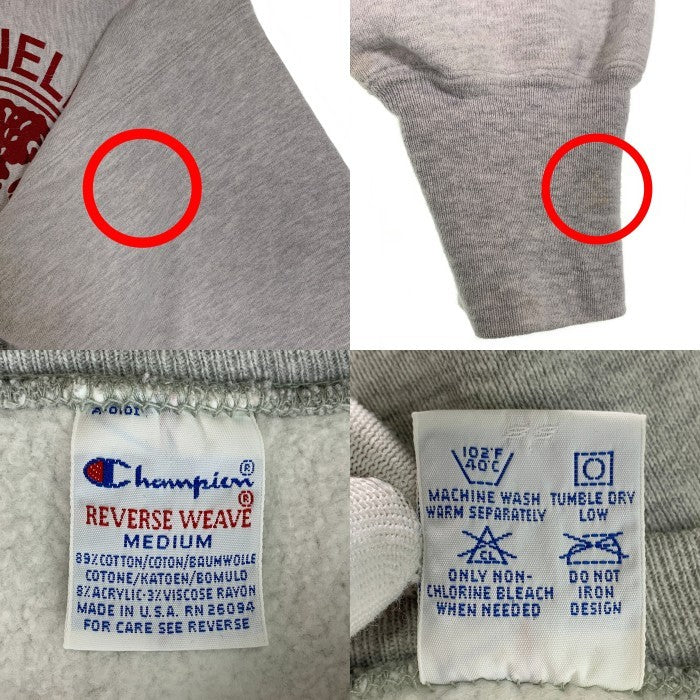 NEL
A-0101
Champion®
REVERSE WEAVE®
MEDIUM
89% COTTON/COTON/BAUMWOLLE
COTONE/KATOEN/BOMULD
8% ACRYLIC-3% VISCOSE RAYON
MADE IN U.S.A. RN 26094
FOR CARE SEE REVERSE
102°F
40°C
MACHINE WASH
WARM SEPARATELY
TUMBLE DRY
LOW
CL
ONLY NON-
CHLORINE BLEACH
WHEN NEEDED
DO NOT
IRON
DESIGN